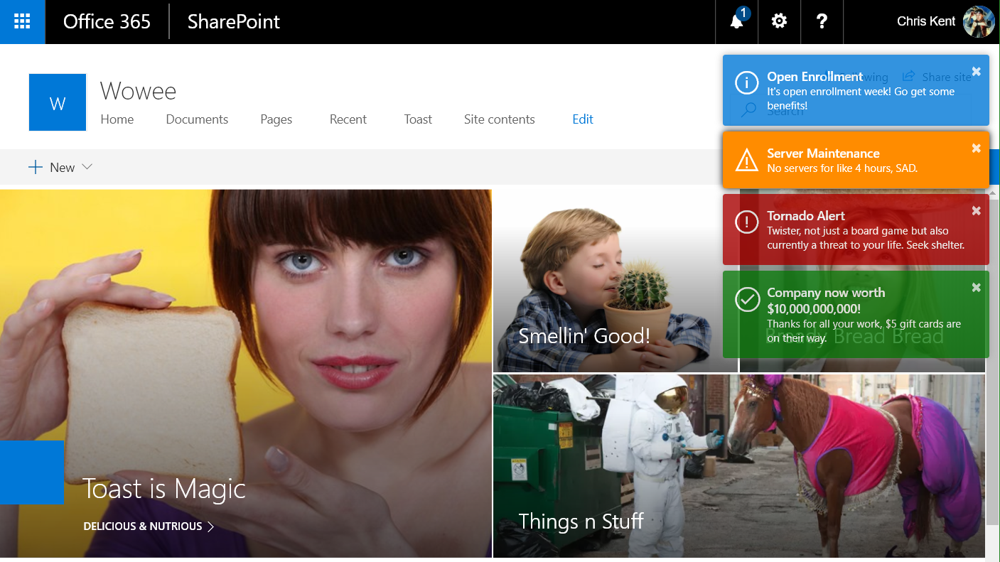 Office 365
SharePoint
1
?
Chris Kent
W
Wowee
Home
Documents
Pages
Recent
Toast
Site contents
Edit
New
Open Enrollment
Share site
It's open enrollment week! Go get some
benefits!
Search
Server Maintenance
No servers for like 4 hours, SAD.
Tornado Alert
Twister, not just a board game but also
currently a threat to your life. Seek shelter.
Company now worth
$10,000,000,000!
Thanks for all your work, $5 gift cards are
on their way.
Bread Bread
Smellin' Good!
Toast is Magic
DELICIOUS & NUTRIOUS
Things n Stuff